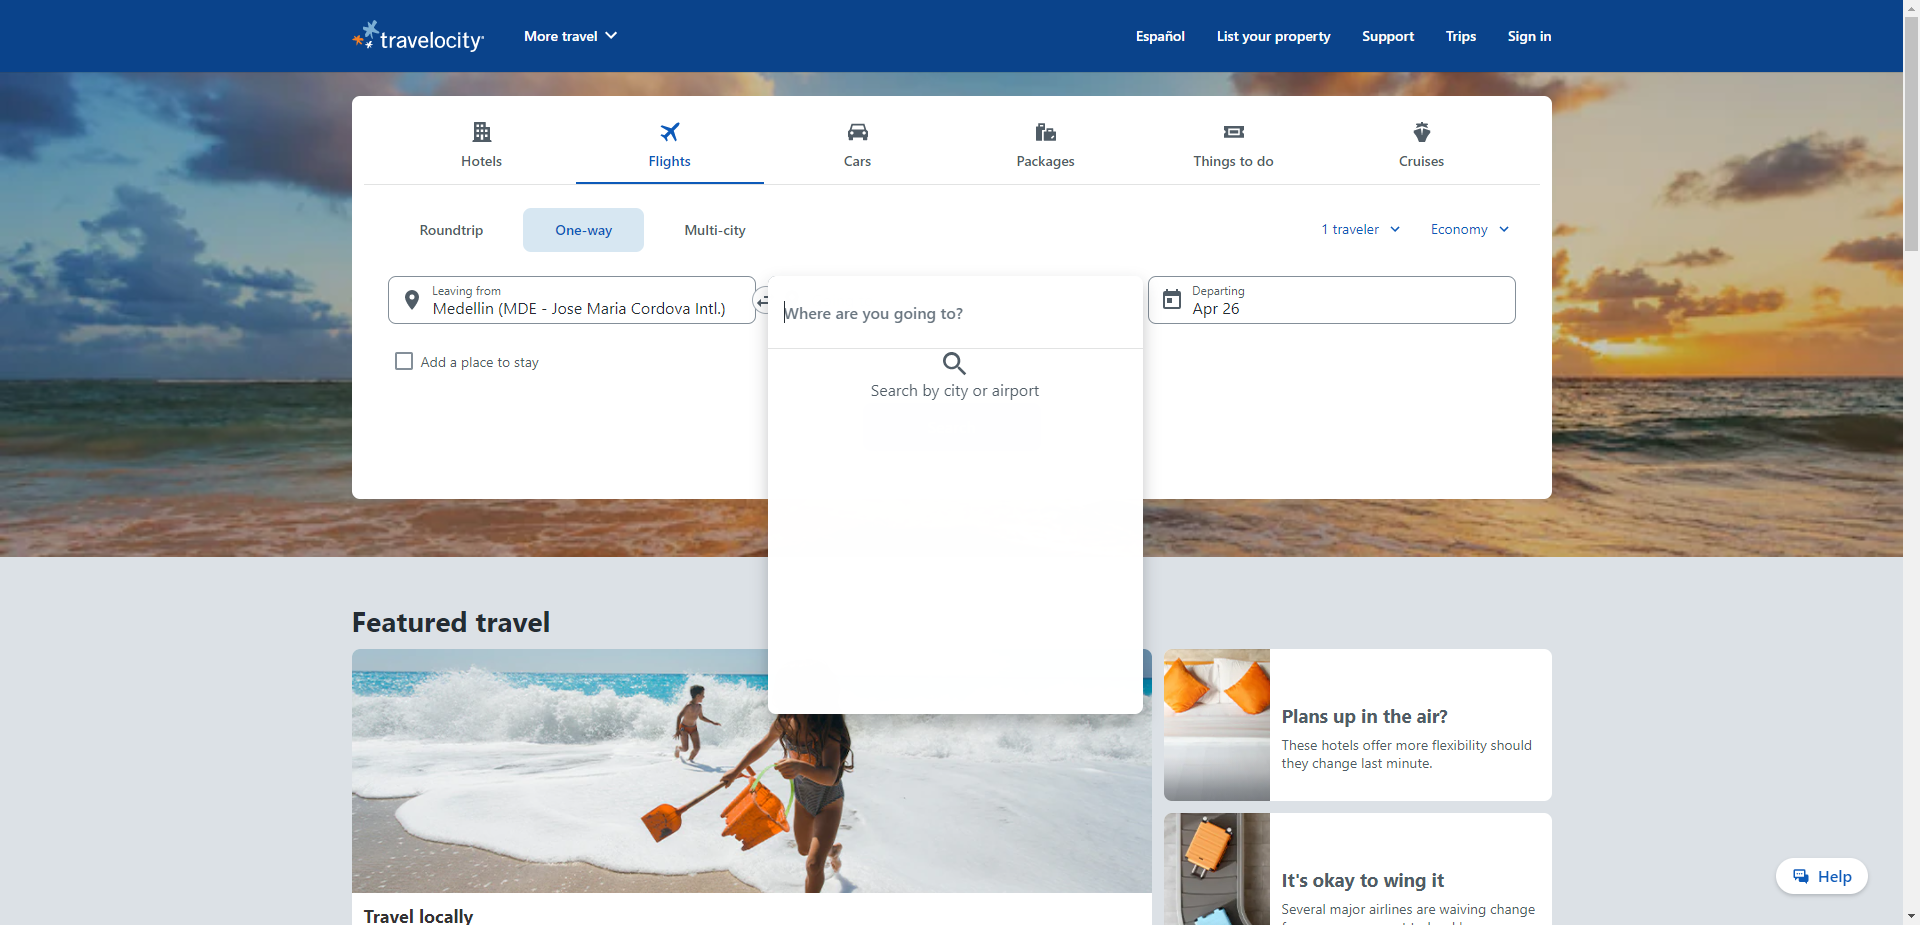 travelocity
More travel
Español
List your property
Support
Trips
Sign in
Hotels
Flights
Cars
Packages
Things to do
Cruises
Roundtrip
One-way
Multi-city
1 traveler
Economy
Leaving from
Medellin (MDE - Jose Maria Cordova Intl.)
Where are you going to?
Departing
Apr 26
Add a place to stay
Search by city or airport
Featured travel
Travel locally
Plans up in the air?
These hotels offer more flexibility should
they change last minute.
It's okay to wing it
Several major airlines are waiving change
Help